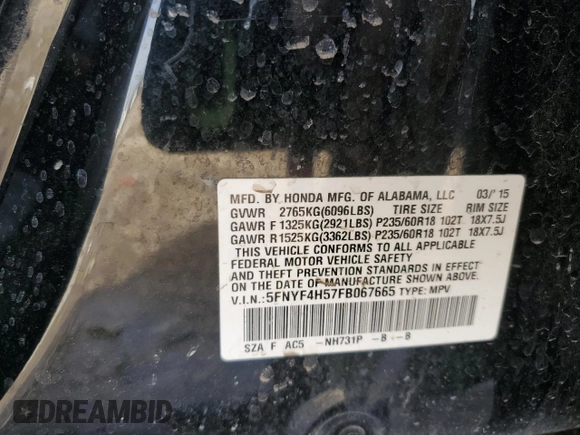 MFD. BY HONDA MFG. OF ALABAMA, LLC 03/'15
GVWR 2765KG(6096LBS) TIRE SIZE RIM SIZE
GAWR F 1325KG(2921LBS) P235/60R18 102T 18X7.5J
GAWR R1525KG(3362LBS) P235/60R18 102T 18X7.5J
THIS VEHICLE CONFORMS TO ALL APPLICABLE
FEDERAL MOTOR VEHICLE SAFETY
AND THEFT PREVENTION STANDARDS IN EFFECT
ON THE DATE OF MANUFACTURE SHOWN ABOVE.
V.I.N.:5FNYF4H57FB067665 TYPE: MPV
SZA F AC5 -NH731P -B -B
DREAMBID